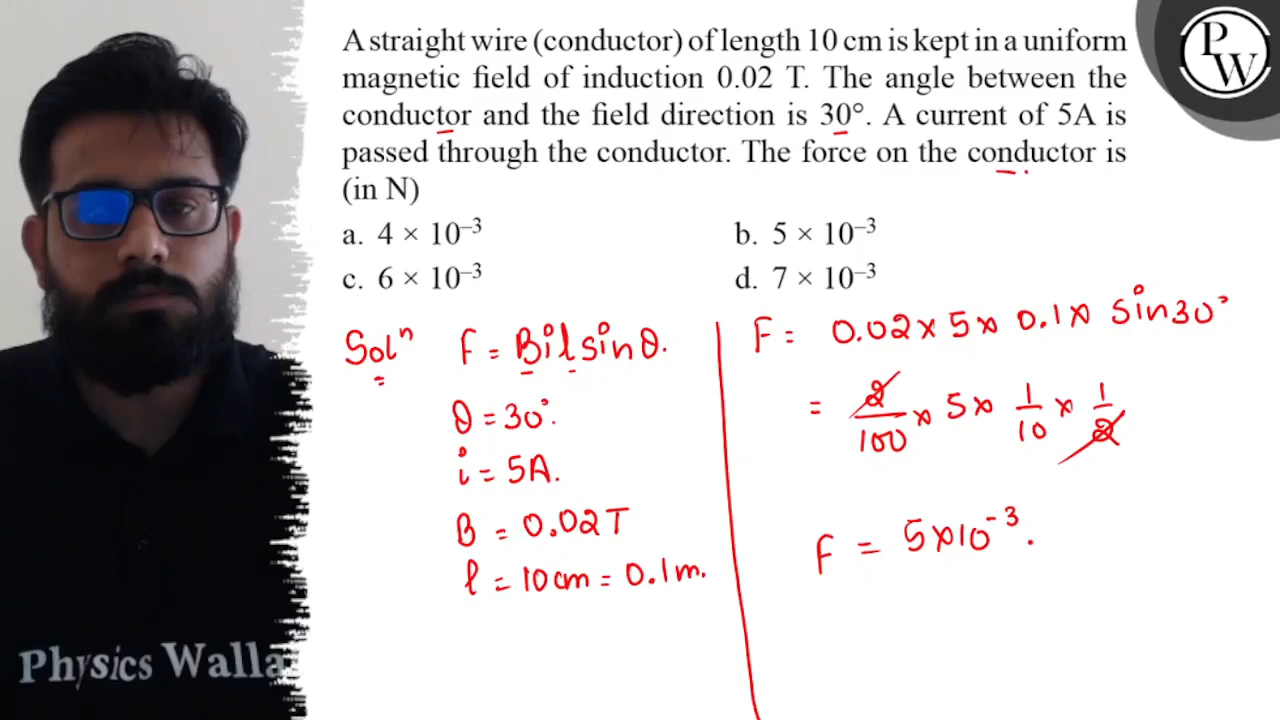 PW
A straight wire (conductor) of length 10 cm is kept in a uniform
magnetic field of induction 0.02 T. The angle between the
conductor and the field direction is 30°. A current of 5A is
passed through the conductor. The force on the conductor is
(in N)
a. 4 × 10⁻³ b. 5 × 10⁻³
c. 6 × 10⁻³ d. 7 × 10⁻³
Solⁿ F = Bil sinθ.
θ = 30°.
i = 5A.
B = 0.02T
l = 10cm = 0.1m.
F = 0.02 × 5 × 0.1 × sin30°
= 2/100 × 5 × 1/10 × 1/2
F = 5×10⁻³.
Physics Walla